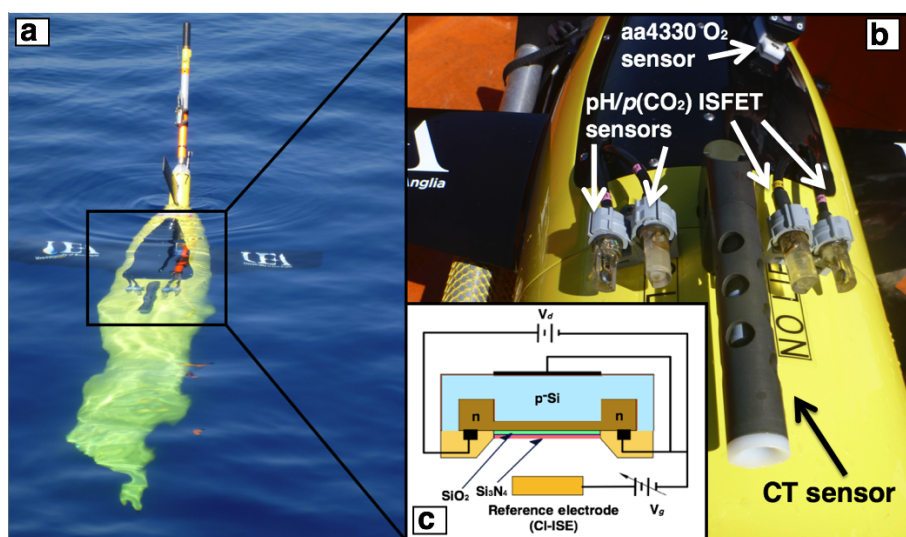 a
UEA
b
aa4330 O₂
sensor
pH/p(CO₂) ISFET
sensors
Anglia
NO
CT sensor
V_d
p⁻Si
n
n
SiO₂
Si₃N₄
V_g
Reference electrode
(Cl-ISE)
c